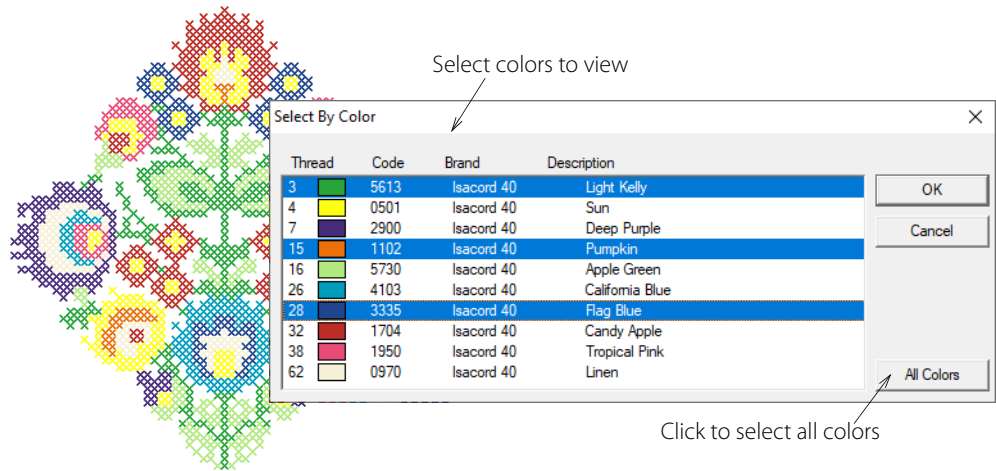 Select colors to view
Select By Color
Thread Code Brand Description
3 5613 Isacord 40 Light Kelly
4 0501 Isacord 40 Sun
7 2900 Isacord 40 Deep Purple
15 1102 Isacord 40 Pumpkin
16 5730 Isacord 40 Apple Green
26 4103 Isacord 40 California Blue
28 3335 Isacord 40 Flag Blue
32 1704 Isacord 40 Candy Apple
38 1950 Isacord 40 Tropical Pink
62 0970 Isacord 40 Linen
OK
Cancel
All Colors
Click to select all colors